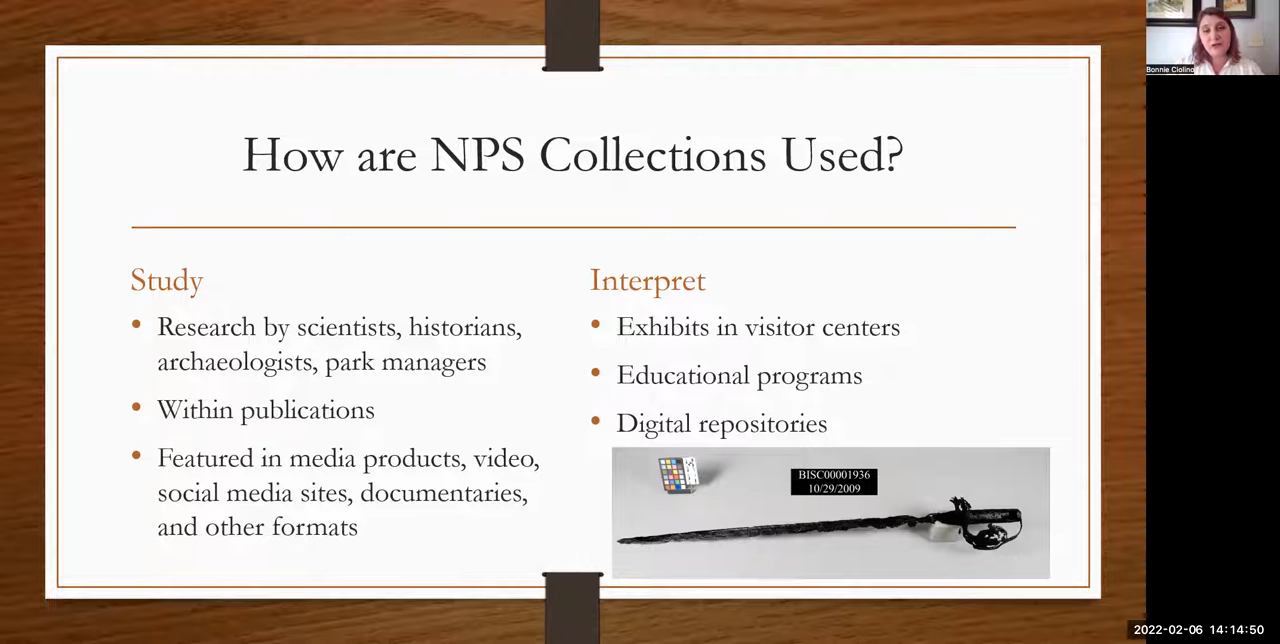 How are NPS Collections Used?
Study
• Research by scientists, historians,
archaeologists, park managers
• Within publications
• Featured in media products, video,
social media sites, documentaries,
and other formats
Interpret
• Exhibits in visitor centers
• Educational programs
• Digital repositories
BISC00001936
10/29/2009
Bonnie Ciolino
2022-02-06 14:14:50